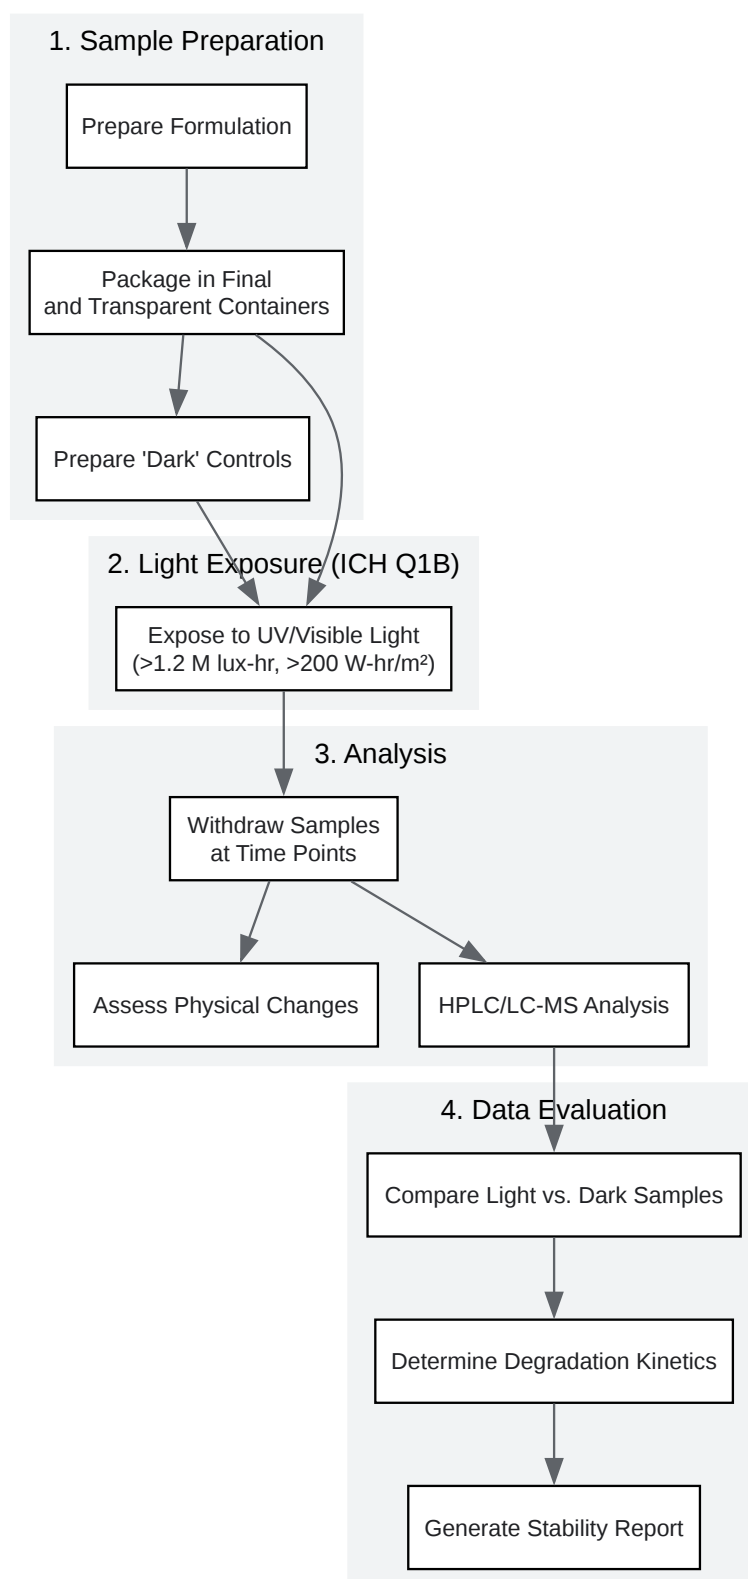 1. Sample Preparation
Prepare Formulation
Package in Final
and Transparent Containers
Prepare 'Dark' Controls
2. Light Exposure (ICH Q1B)
Expose to UV/Visible Light
(>1.2 M lux-hr, >200 W-hr/m²)
3. Analysis
Withdraw Samples
at Time Points
Assess Physical Changes
HPLC/LC-MS Analysis
4. Data Evaluation
Compare Light vs. Dark Samples
Determine Degradation Kinetics
Generate Stability Report